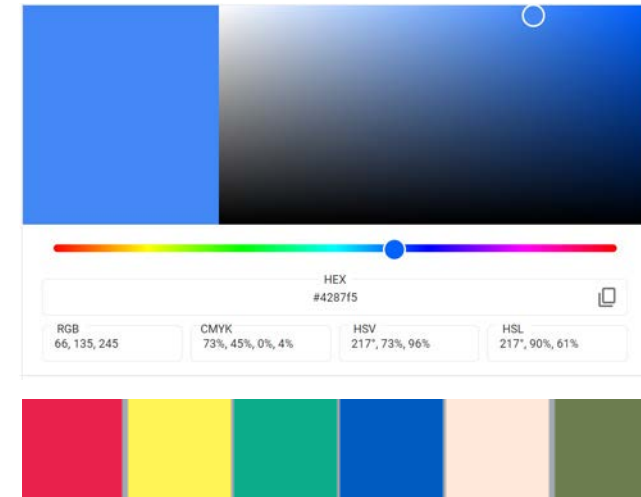 HEX
#4287f5
RGB
66, 135, 245
CMYK
73%, 45%, 0%, 4%
HSV
217°, 73%, 96%
HSL
217°, 90%, 61%